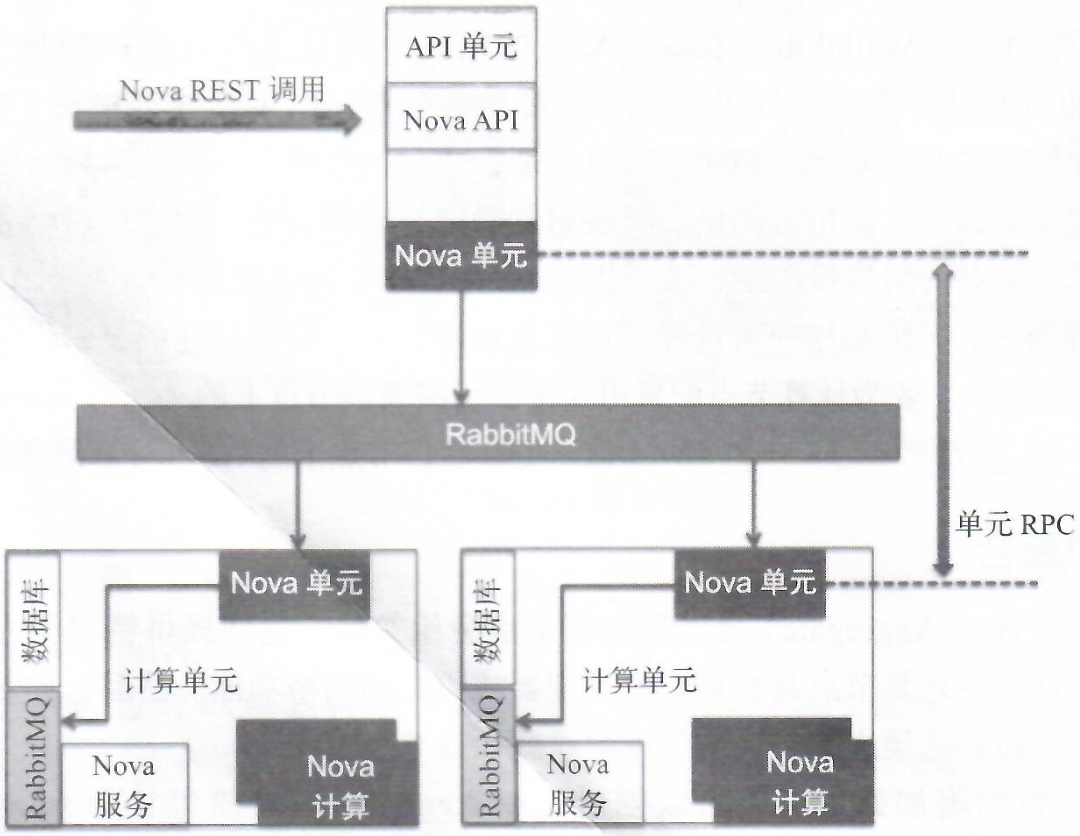 API 单元
Nova REST 调用
Nova API
Nova 单元
RabbitMQ
单元 RPC
数据库
Nova 单元
计算单元
RabbitMQ
Nova
服务
Nova
计算
数据库
Nova 单元
计算单元
RabbitMQ
Nova
服务
Nova
计算